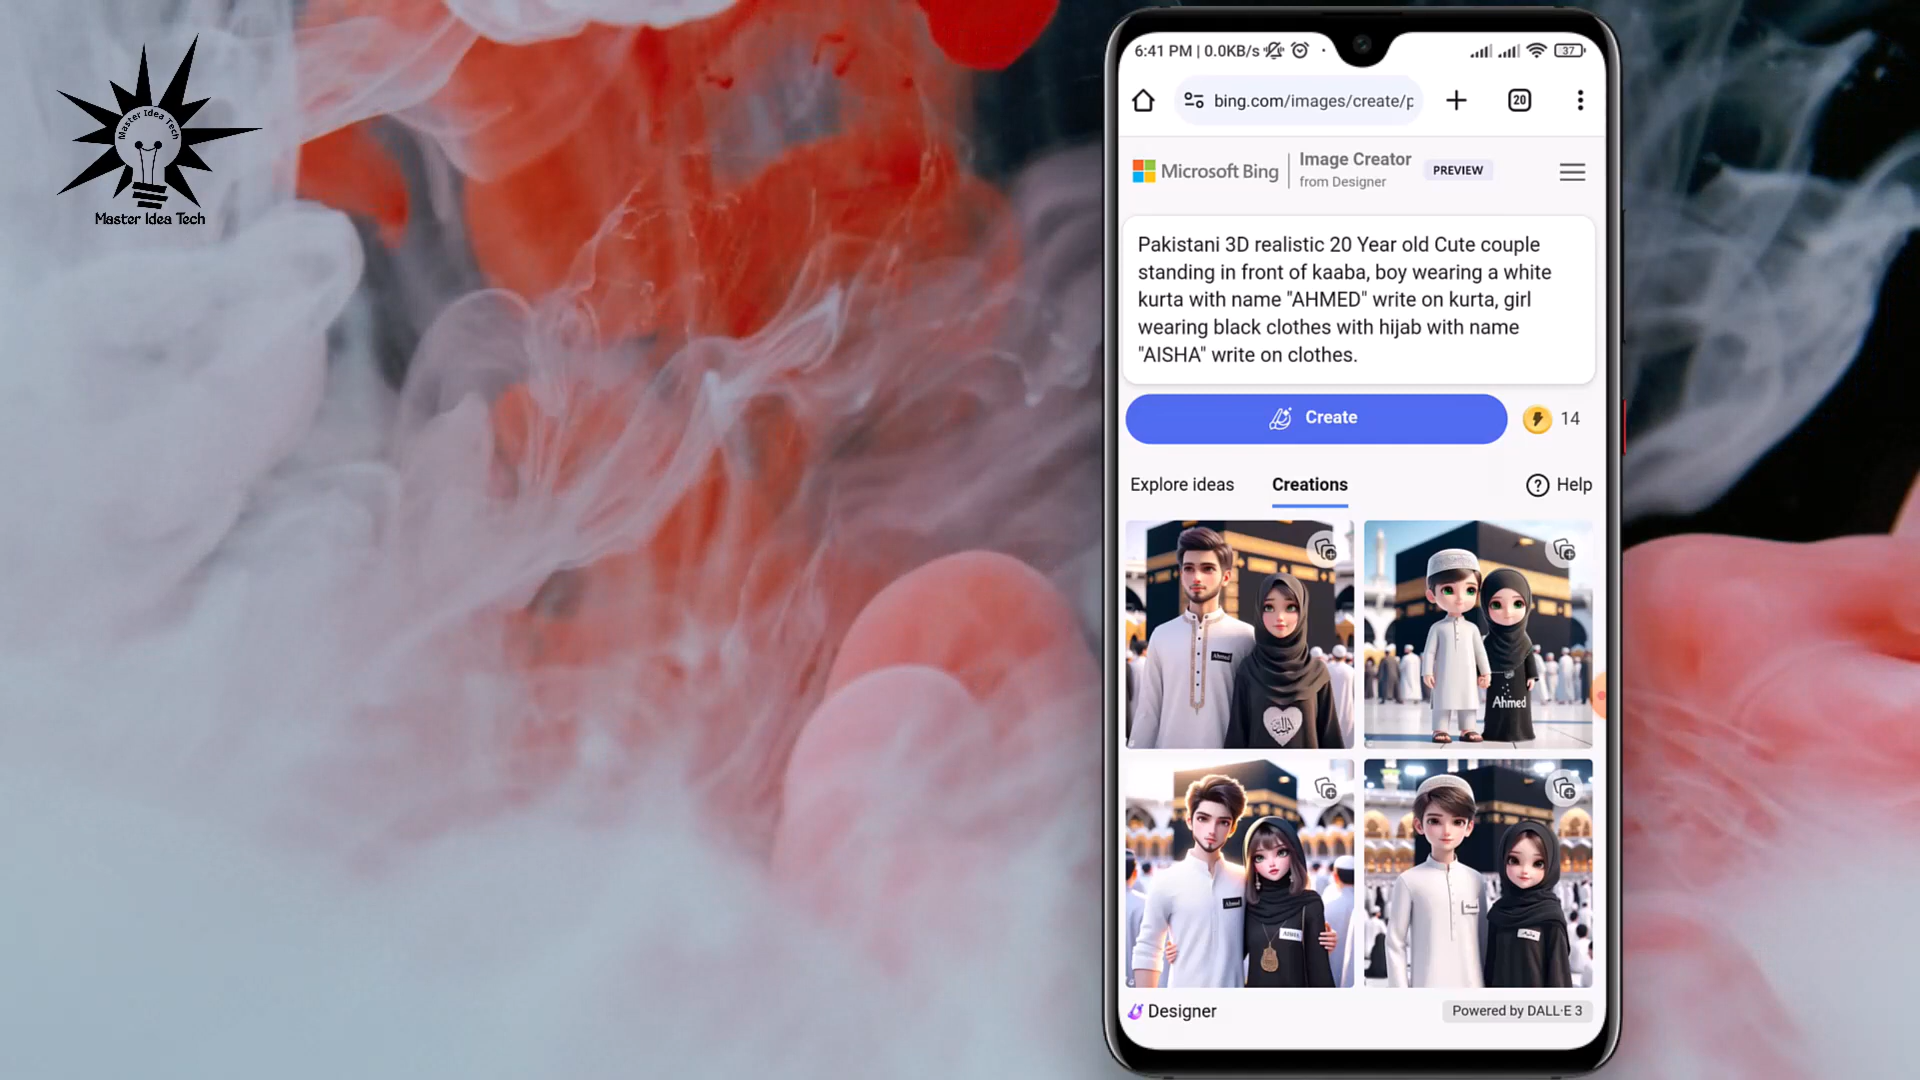 Master Idea Tech
Master Idea Tech
6:41 PM | 0.0KB/s
37
bing.com/images/create/p
20
Microsoft Bing
Image Creator
from Designer
PREVIEW
Pakistani 3D realistic 20 Year old Cute couple
standing in front of kaaba, boy wearing a white
kurta with name "AHMED" write on kurta, girl
wearing black clothes with hijab with name
"AISHA" write on clothes.
Create
14
Explore ideas
Creations
Help
Ahmed
Ahmed
Ahmed
Designer
Powered by DALL·E 3